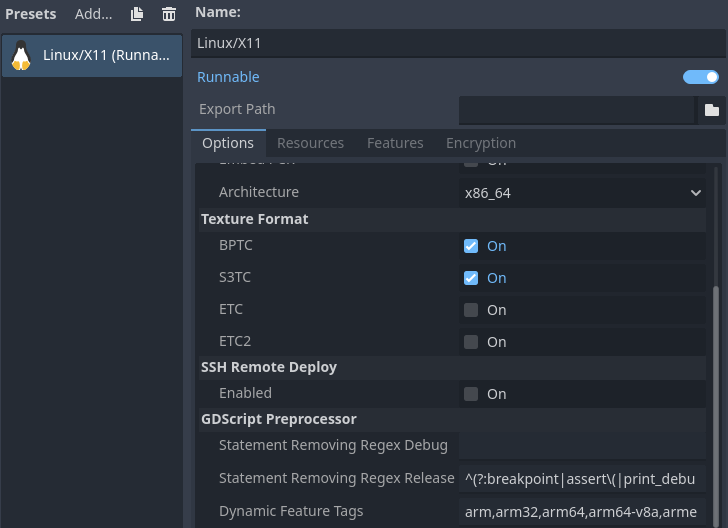 Presets Add...
Name:
Linux/X11 (Runna...
Linux/X11
Runnable
Export Path
Options Resources Features Encryption
Architecture x86_64
Texture Format
BPTC On
S3TC On
ETC On
ETC2 On
SSH Remote Deploy
Enabled On
GDScript Preprocessor
Statement Removing Regex Debug
Statement Removing Regex Release ^(?:breakpoint|assert\(|print_debu
Dynamic Feature Tags arm,arm32,arm64,arm64-v8a,arme